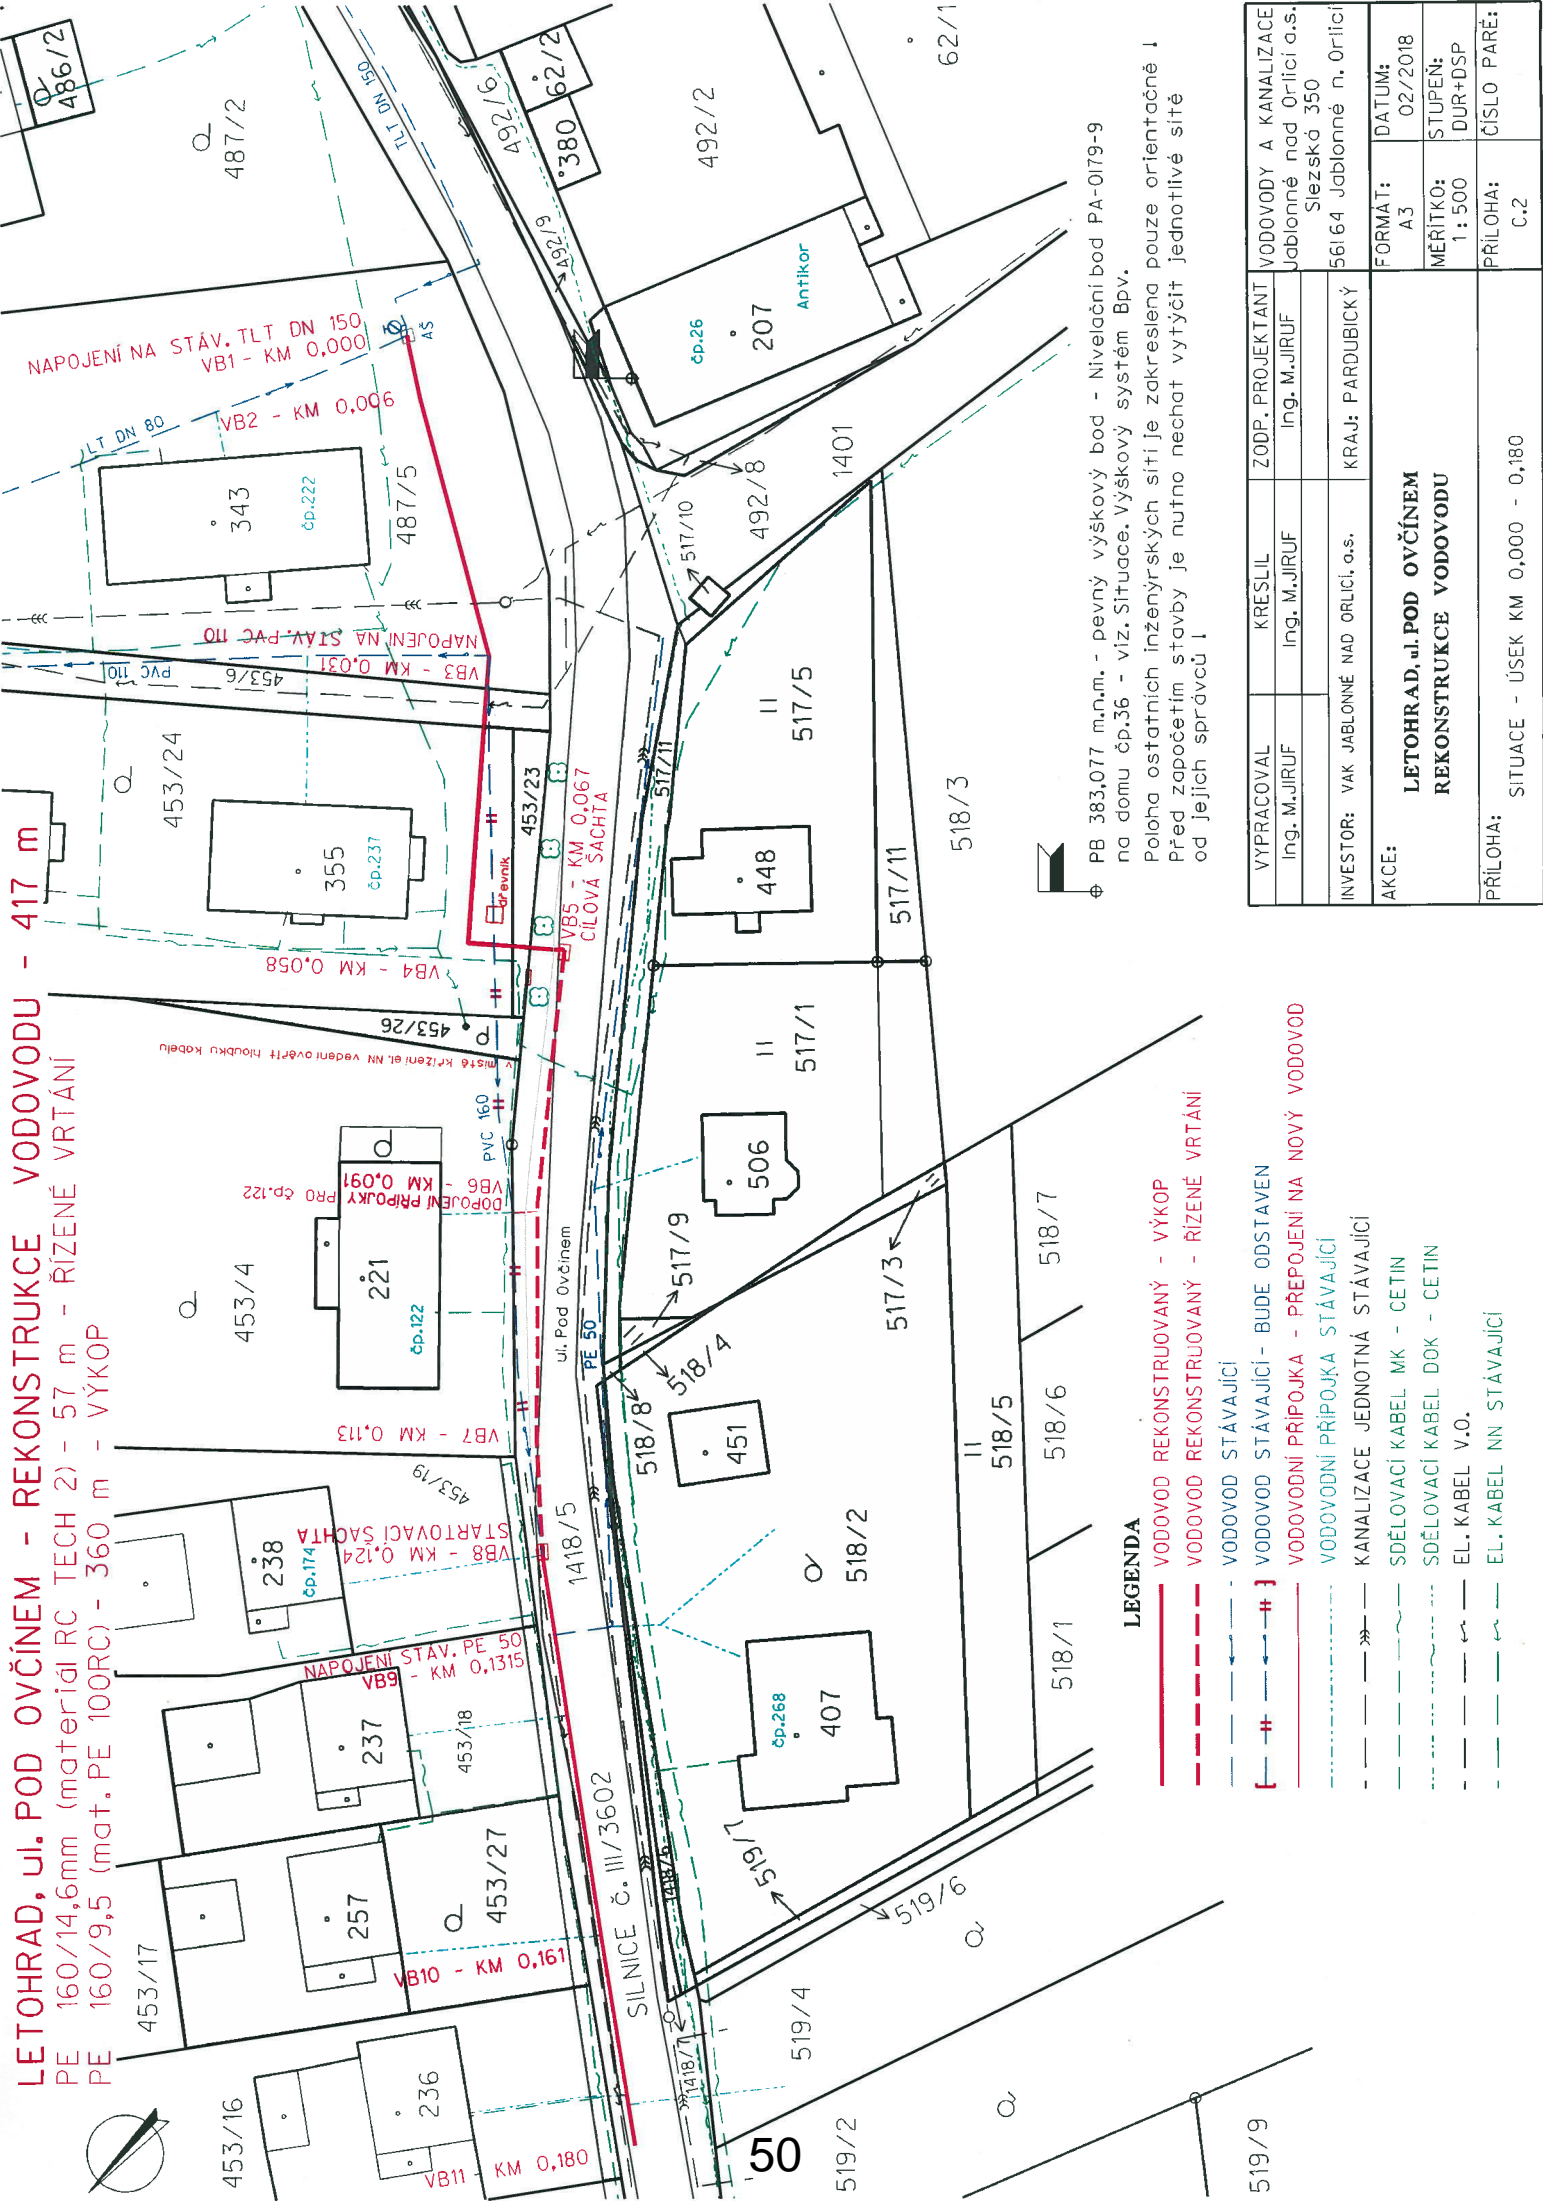 LETOHRAD, ul. POD OVČÍNEM - REKONSTRUKCE VODOVODU - 417 m
PE 160/14,6mm (materiál RC TECH 2) - 57 m - ŘÍZENÉ VRTÁNÍ
PE 160/9,5 (mat. PE 100RC) - 360 m - VÝKOP
453/16
236
VB11 - KM 0,180
453/17
257
453/27
VB10 - KM 0,161
237
453/18
NAPOJENÍ STÁV. PE 50
VB9 - KM 0,1315
238
čp.174
STARTOVACÍ ŠACHTA
VB8 - KM 0,124
453/19
VB7 - KM 0,113
453/4
221
čp.122
DOPOJENÍ PŘÍPOJKY PRO čp.122
VB6 - KM 0,091
PVC 160
v místě křížení el. NN vedení ověřit hloubku kabelu
453/26
VB4 - KM 0,058
453/24
355
čp.237
dřevník
453/23
VB5 - KM 0,067
CÍLOVÁ ŠACHTA
453/6
PVC 110
VB3 - KM 0,031
NAPOJENÍ NA STÁV. PVC 110
343
čp.222
487/5
LT DN 80
VB2 - KM 0,006
NAPOJENÍ NA STÁV. TLT DN 150
VB1 - KM 0,000
AŠ
487/2
486/2
TLT DN 150
492/6
380
62/2
492/9
492/2
62/1
čp.26
207
Antikor
1401
492/8
517/10
517/5
517/11
448
517/11
518/3
517/1
506
517/9
517/3
518/7
518/4
518/8
451
518/5
518/6
518/2
518/1
čp.268
407
ul. Pod Ovčínem
PE 50
1418/5
SILNICE č. III/3602
1418/6
1418/7
519/7
519/6
519/4
519/2
519/9
50
PB 383,077 m.n.m. - pevný výškový bod - Nivelační bod PA-0179-9
na domu čp.36 - viz. Situace. Výškový systém Bpv.
Poloha ostatních inženýrských sítí je zakreslena pouze orientačně !
Před započetím stavby je nutno nechat vytýčit jednotlivé sítě
od jejich správců !
LEGENDA
VODOVOD REKONSTRUOVANÝ - VÝKOP
VODOVOD REKONSTRUOVANÝ - ŘÍZENÉ VRTÁNÍ
VODOVOD STÁVAJÍCÍ
VODOVOD STÁVAJÍCÍ - BUDE ODSTAVEN
VODOVODNÍ PŘÍPOJKA - PŘEPOJENÍ NA NOVÝ VODOVOD
VODOVODNÍ PŘÍPOJKA STÁVAJÍCÍ
KANALIZACE JEDNOTNÁ STÁVAJÍCÍ
SDĚLOVACÍ KABEL MK - CETIN
SDĚLOVACÍ KABEL DOK - CETIN
EL. KABEL V.O.
EL. KABEL NN STÁVAJÍCÍ
VYPRACOVAL
KRESLIL
ZODP. PROJEKTANT
Ing. M.JIRUF
Ing. M.JIRUF
Ing. M.JIRUF
VODOVODY A KANALIZACE
Jablonné nad Orlicí a.s.
Slezská 350
56164 Jablonné n. Orlicí
INVESTOR: VAK JABLONNÉ NAD ORLICÍ, a.s.
KRAJ: PARDUBICKÝ
AKCE:
LETOHRAD, ul. POD OVČÍNEM
REKONSTRUKCE VODOVODU
FORMÁT:
A3
DATUM:
02/2018
MĚŘÍTKO:
1:500
STUPEŇ:
DUR+DSP
PŘÍLOHA:
SITUACE - ÚSEK KM 0,000 - 0,180
PŘÍLOHA:
C.2
ČÍSLO PARÉ: